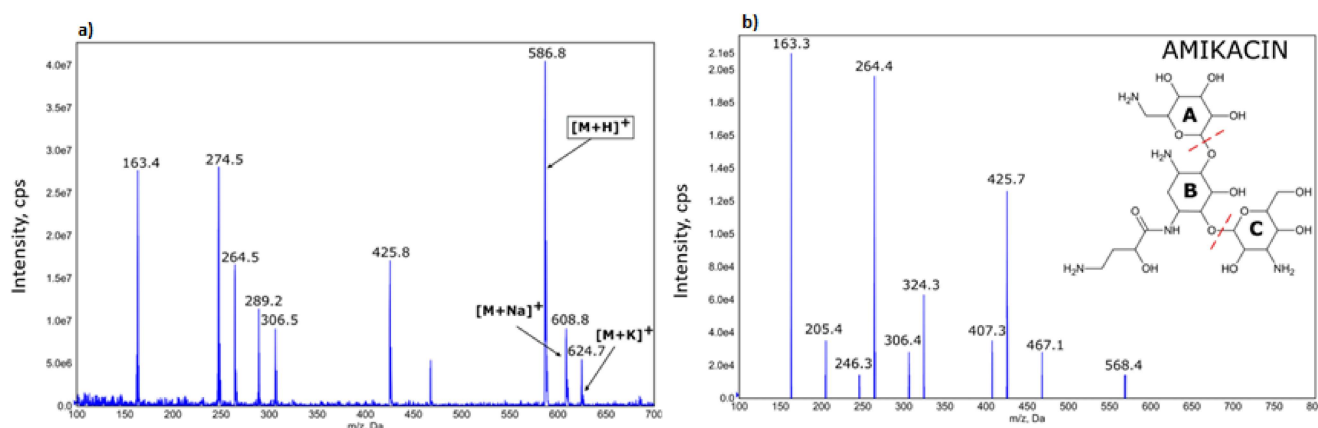 a)
Intensity, cps
4.0e7
3.5e7
3.0e7
2.5e7
2.0e7
1.5e7
1.0e7
5.0e6
0.0
586.8
[M+H]+
163.4
274.5
264.5
289.2
306.5
425.8
[M+Na]+
608.8
[M+K]+
624.7
100 150 200 250 300 350 400 450 500 550 600 650 700
m/z, Da
b)
Intensity, cps
2.1e5
2.0e5
1.8e5
1.6e5
1.4e5
1.2e5
1.0e5
8.0e4
6.0e4
4.0e4
2.0e4
0.0
163.3
264.4
425.7
324.3
205.4
246.3
306.4
407.3
467.1
568.4
100 150 200 250 300 350 400 450 500 550 600 650 700 750 800
m/z, Da
AMIKACIN
HO OH
H₂N A OH
O
O
H₂N
B OH
O
NH O
O C OH
OH
HO NH₂
H₂N OH